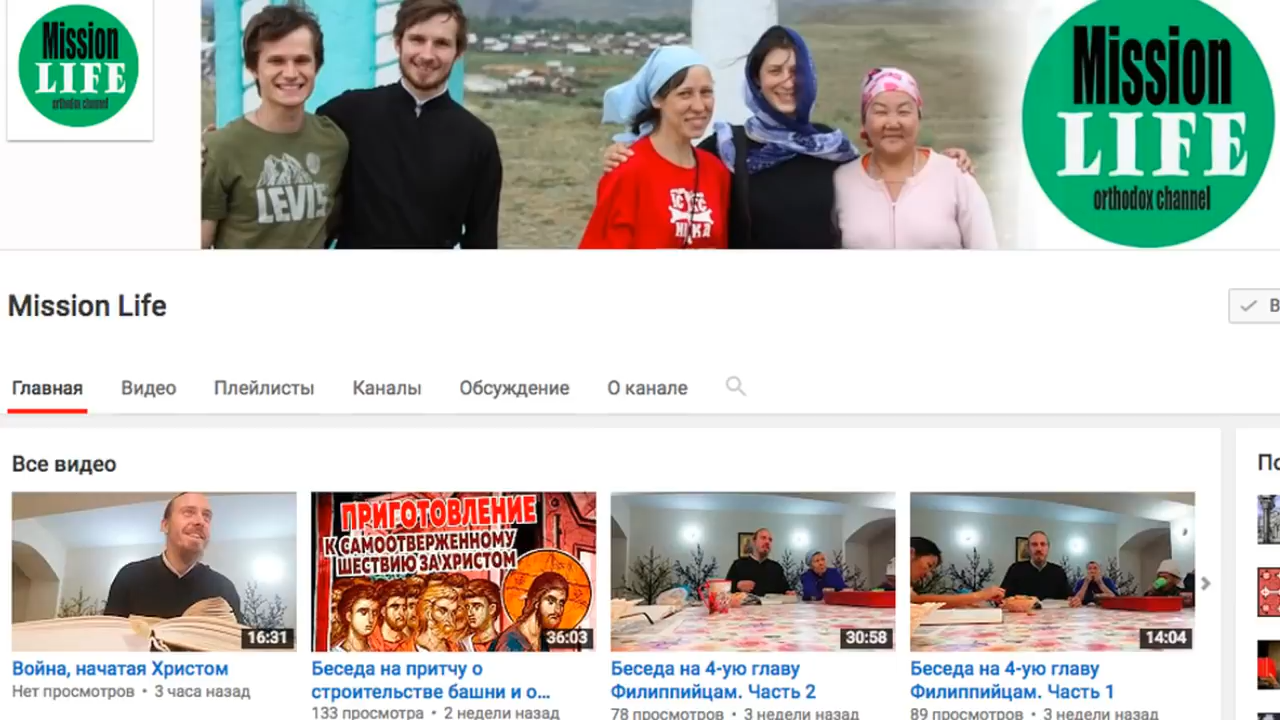 Mission
LIFE
orthodox channel
LEVI'S
IC XC
НИКА
Mission
LIFE
orthodox channel
Mission Life
В
Главная
Видео
Плейлисты
Каналы
Обсуждение
О канале
Все видео
По
16:31
ПРИГОТОВЛЕНИЕ
К САМООТВЕРЖЕННОМУ
ШЕСТВИЮ ЗА ХРИСТОМ
36:03
30:58
14:04
Война, начатая Христом
Нет просмотров • 3 часа назад
Беседа на притчу о
строительстве башни и о...
133 просмотра • 2 недели назад
Беседа на 4-ую главу
Филиппийцам. Часть 2
78 просмотров • 3 недели назад
Беседа на 4-ую главу
Филиппийцам. Часть 1
89 просмотров • 3 недели назад